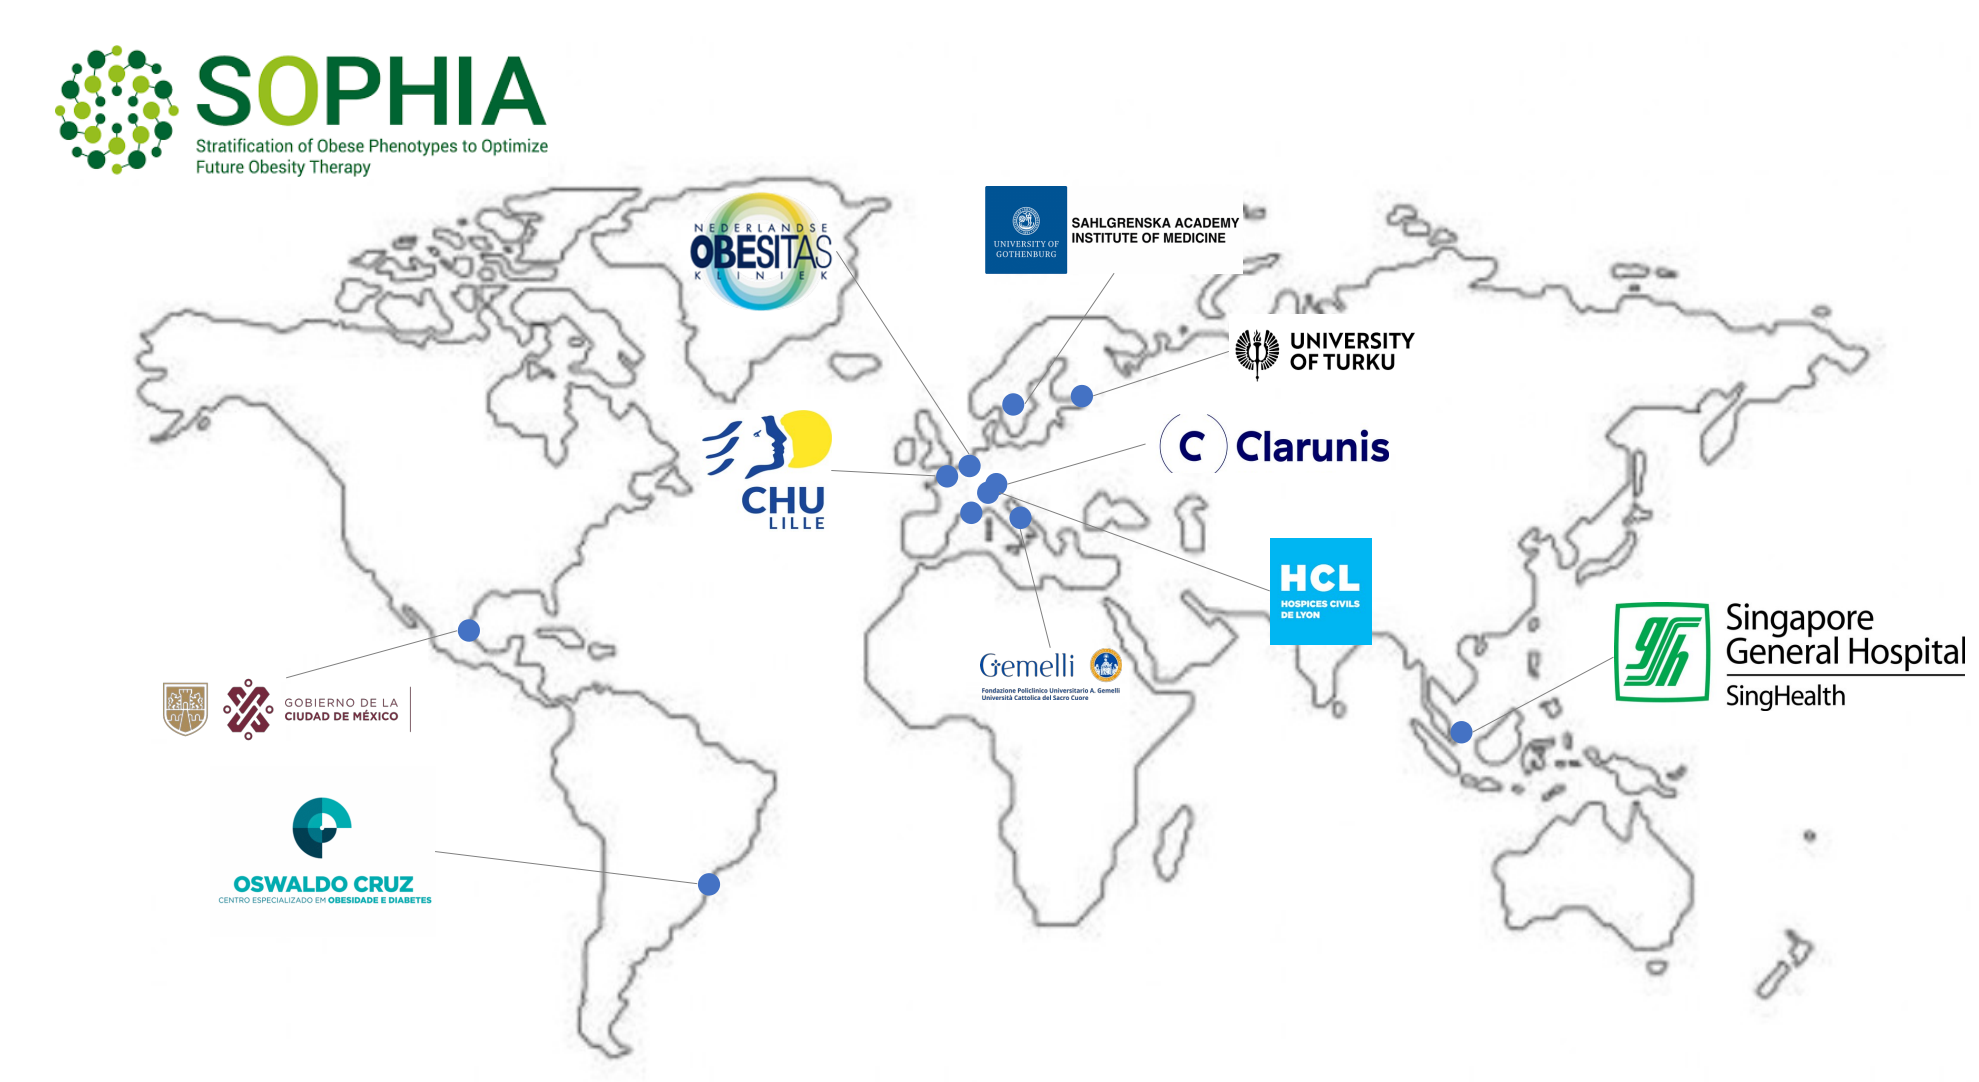 SOPHIA
Stratification of Obese Phenotypes to Optimize
Future Obesity Therapy
NEDERLANDSE
OBESITAS
KLINIEK
UNIVERSITY OF
GOTHENBURG
SAHLGRENSKA ACADEMY
INSTITUTE OF MEDICINE
UNIVERSITY
OF TURKU
CHU
LILLE
C Clarunis
HCL
HOSPICES CIVILS
DE LYON
Singapore
General Hospital
SingHealth
Gemelli
Fondazione Policlinico Universitario A. Gemelli
Università Cattolica del Sacro Cuore
GOBIERNO DE LA
CIUDAD DE MÉXICO
OSWALDO CRUZ
CENTRO ESPECIALIZADO EM OBESIDADE E DIABETES